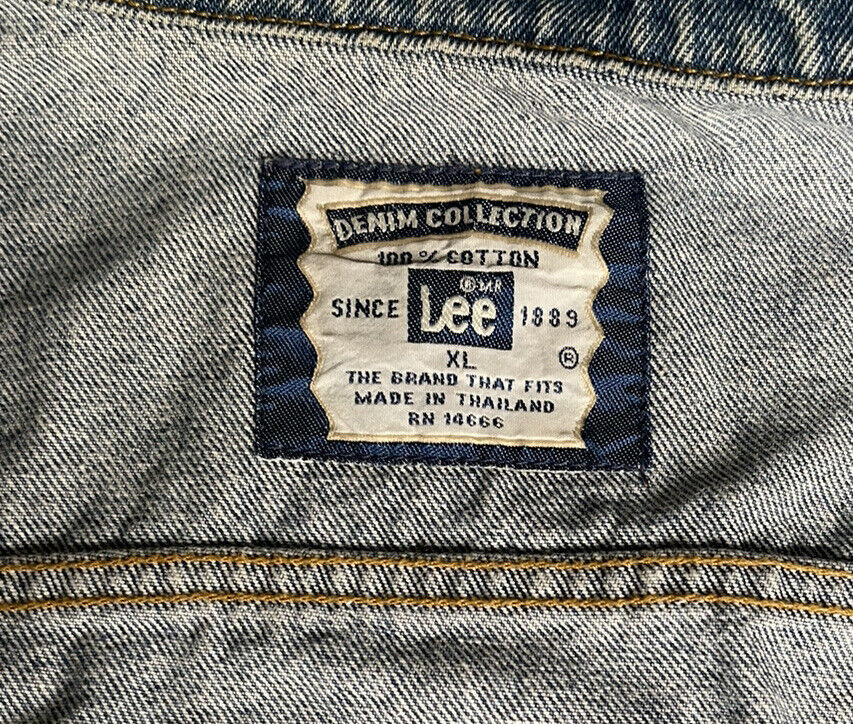 DENIM COLLECTION
100% COTTON
® MR
SINCE Lee 1889
XL ®
THE BRAND THAT FITS
MADE IN THAILAND
RN 14666